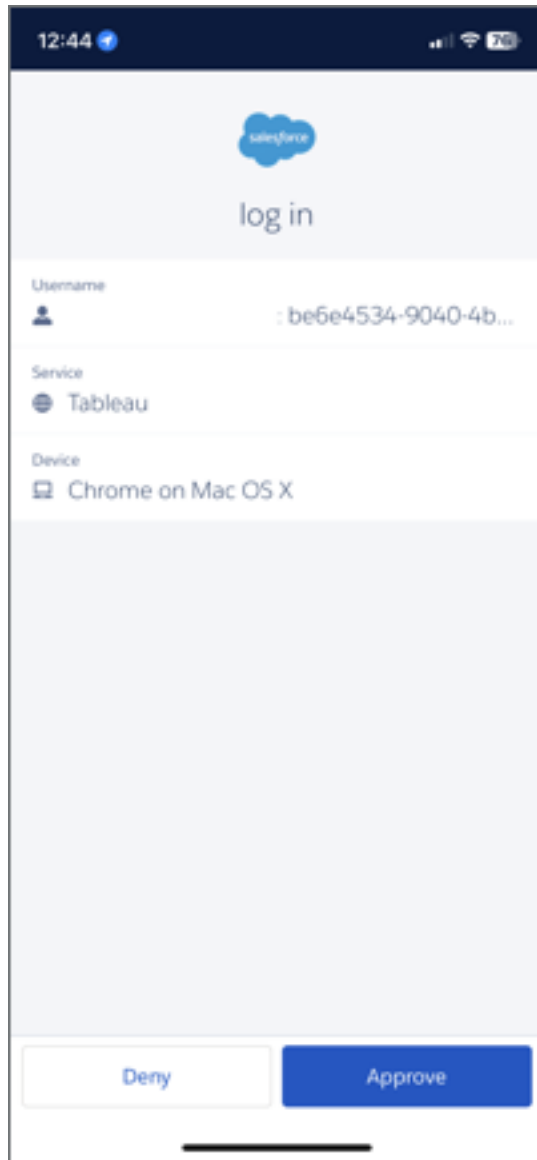 12:44
76
salesforce
log in
Username
: be6e4534-9040-4b...
Service
Tableau
Device
Chrome on Mac OS X
Deny
Approve